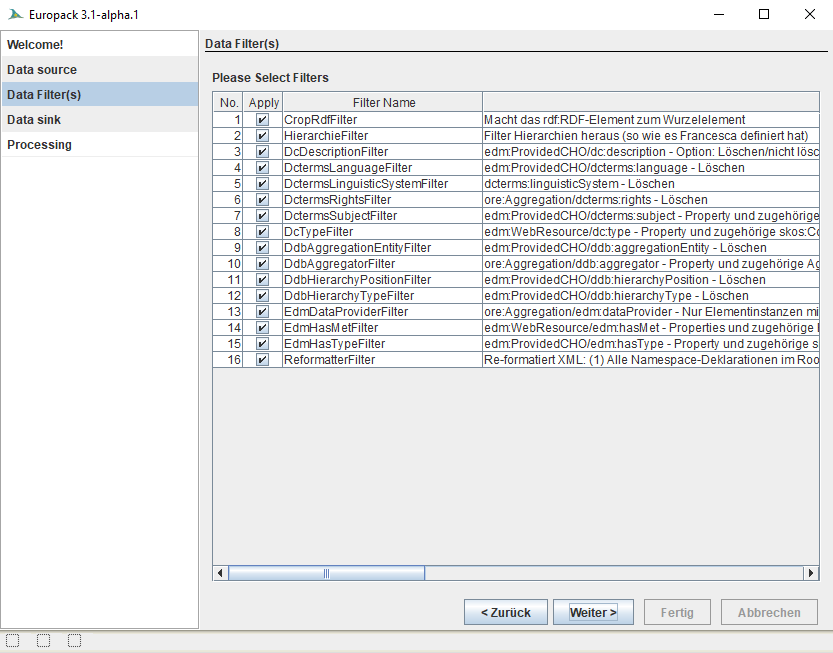 Europack 3.1-alpha.1
Welcome!
Data source
Data Filter(s)
Data sink
Processing
Data Filter(s)
Please Select Filters
No. Apply Filter Name
1 CropRdfFilter Macht das rdf:RDF-Element zum Wurzelelement
2 HierarchieFilter Filter Hierarchien heraus (so wie es Francesca definiert hat)
3 DcDescriptionFilter edm:ProvidedCHO/dc:description - Option: Löschen/nicht lösc
4 DctermsLanguageFilter edm:ProvidedCHO/dcterms:language - Löschen
5 DctermsLinguisticSystemFilter dcterms:linguisticSystem - Löschen
6 DctermsRightsFilter ore:Aggregation/dcterms:rights - Löschen
7 DctermsSubjectFilter edm:ProvidedCHO/dcterms:subject - Property und zugehörige
8 DcTypeFilter edm:WebResource/dc:type - Property und zugehörige skos:Co
9 DdbAggregationEntityFilter edm:ProvidedCHO/ddb:aggregationEntity - Löschen
10 DdbAggregatorFilter ore:Aggregation/ddb:aggregator - Property und zugehörige Ag
11 DdbHierarchyPositionFilter edm:ProvidedCHO/ddb:hierarchyPosition - Löschen
12 DdbHierarchyTypeFilter edm:ProvidedCHO/ddb:hierarchyType - Löschen
13 EdmDataProviderFilter ore:Aggregation/edm:dataProvider - Nur Elementinstanzen mi
14 EdmHasMetFilter edm:WebResource/edm:hasMet - Properties und zugehörige
15 EdmHasTypeFilter edm:ProvidedCHO/edm:hasType - Property und zugehörige s
16 ReformatterFilter Re-formatiert XML: (1) Alle Namespace-Deklarationen im Roo
< Zurück Weiter > Fertig Abbrechen